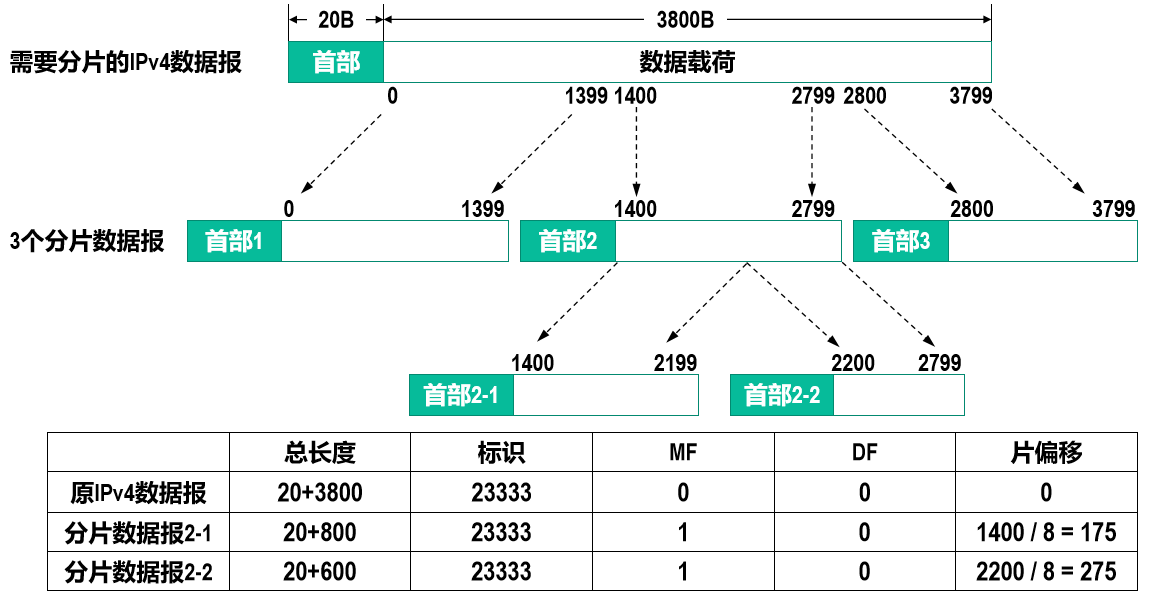 20B 3800B
需要分片的IPv4数据报 首部 数据载荷
0 1399 1400 2799 2800 3799
0 1399 1400 2799 2800 3799
3个分片数据报 首部1 首部2 首部3
1400 2199 2200 2799
首部2-1 首部2-2
总长度 标识 MF DF 片偏移
原IPv4数据报 20+3800 23333 0 0 0
分片数据报2-1 20+800 23333 1 0 1400 / 8 = 175
分片数据报2-2 20+600 23333 1 0 2200 / 8 = 275